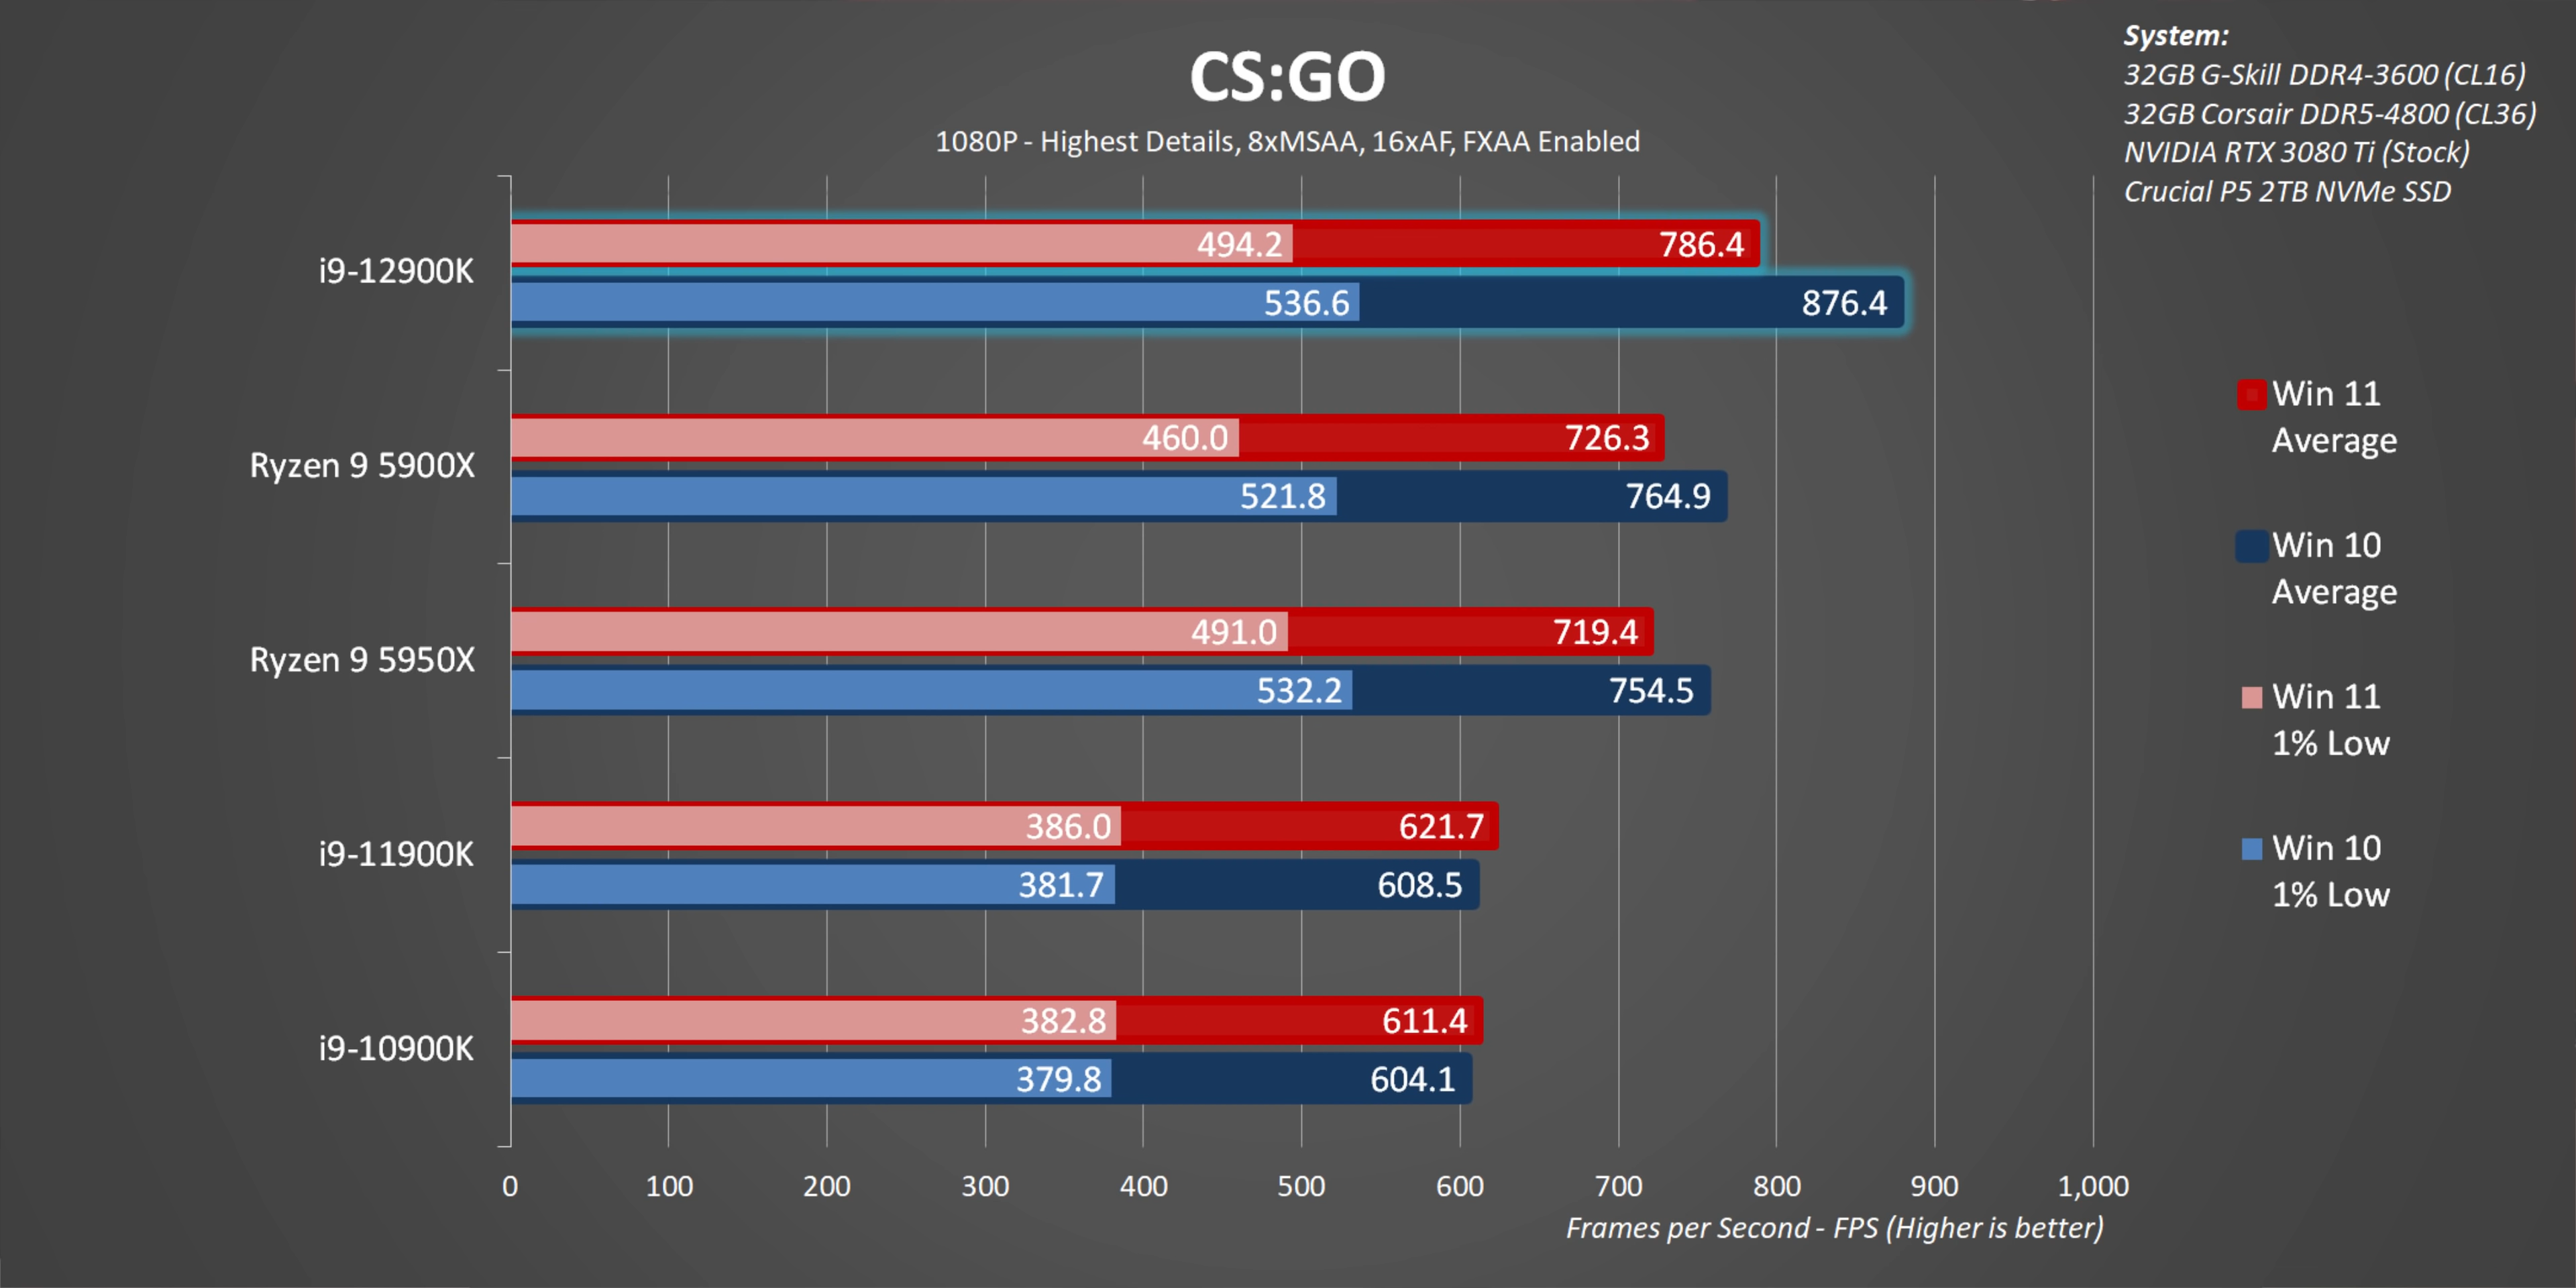 CS:GO
1080P - Highest Details, 8xMSAA, 16xAF, FXAA Enabled
System:
32GB G-Skill DDR4-3600 (CL16)
32GB Corsair DDR5-4800 (CL36)
NVIDIA RTX 3080 Ti (Stock)
Crucial P5 2TB NVMe SSD
i9-12900K
494.2
786.4
536.6
876.4
Ryzen 9 5900X
460.0
726.3
521.8
764.9
Ryzen 9 5950X
491.0
719.4
532.2
754.5
i9-11900K
386.0
621.7
381.7
608.5
i9-10900K
382.8
611.4
379.8
604.1
Win 11
Average
Win 10
Average
Win 11
1% Low
Win 10
1% Low
0 100 200 300 400 500 600 700 800 900 1,000
Frames per Second - FPS (Higher is better)